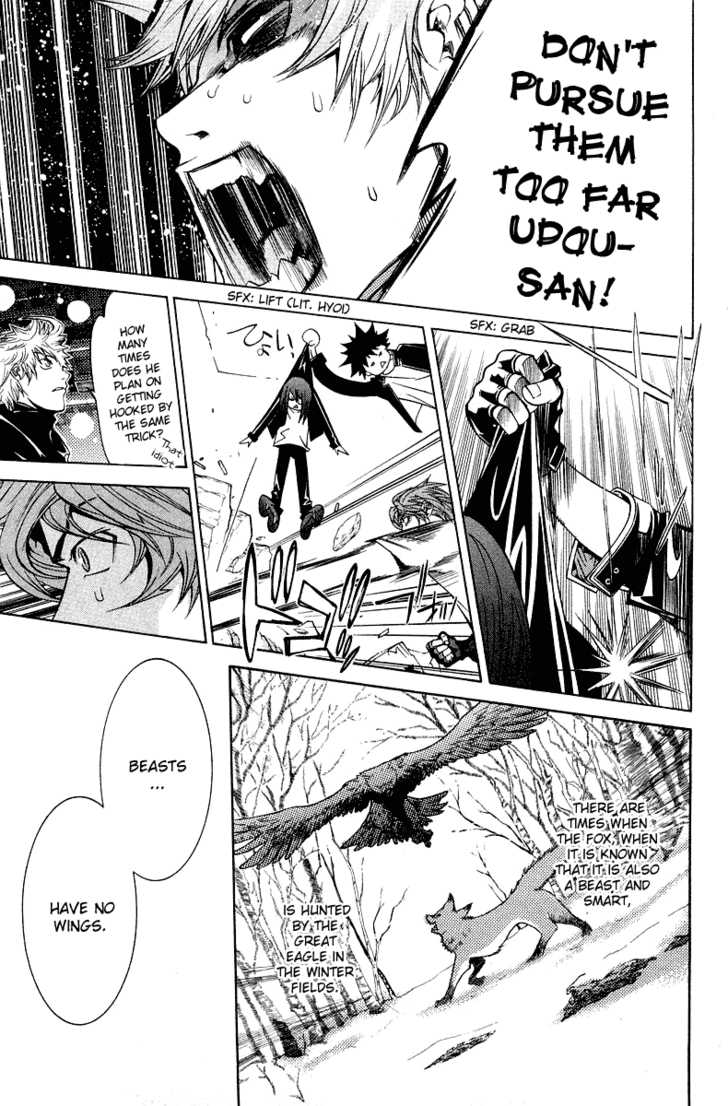 DON'T
PURSUE
THEM
TOO FAR
UDOU-
SAN!
SFX: GRAB
SFX: LIFT (LIT. HYOI)
ひょい
HOW
MANY
TIMES
DOES HE
PLAN ON
GETTING
HOOKED BY
THE SAME
TRICK?
That
idiot
THERE ARE
TIMES WHEN
THE FOX, WHEN
IT IS KNOWN
THAT IT IS ALSO
A BEAST AND
SMART,
IS HUNTED
BY THE
GREAT
EAGLE IN
THE WINTER
FIELDS.
BEASTS
...
HAVE NO
WINGS.